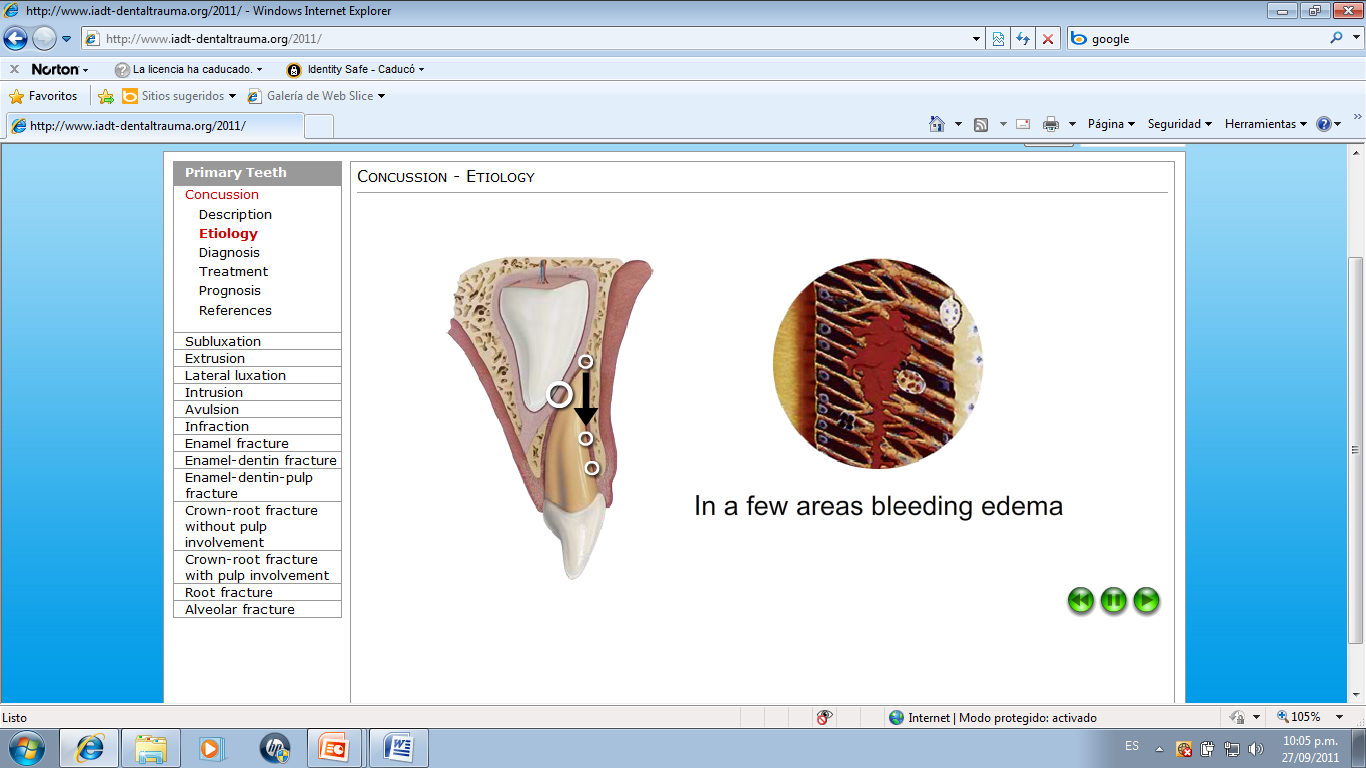 http://www.iadt-dentaltrauma.org/2011/ - Windows Internet Explorer
http://www.iadt-dentaltrauma.org/2011/
google
Norton
La licencia ha caducado.
Identity Safe - Caducó
Favoritos
Sitios sugeridos
Galería de Web Slice
http://www.iadt-dentaltrauma.org/2011/
Página
Seguridad
Herramientas
Primary Teeth
Concussion
Description
Etiology
Diagnosis
Treatment
Prognosis
References
Subluxation
Extrusion
Lateral luxation
Intrusion
Avulsion
Infraction
Enamel fracture
Enamel-dentin fracture
Enamel-dentin-pulp
fracture
Crown-root fracture
without pulp
involvement
Crown-root fracture
with pulp involvement
Root fracture
Alveolar fracture
Concussion - Etiology
In a few areas bleeding edema
Listo
Internet | Modo protegido: activado
105%
ES
10:05 p.m.
27/09/2011